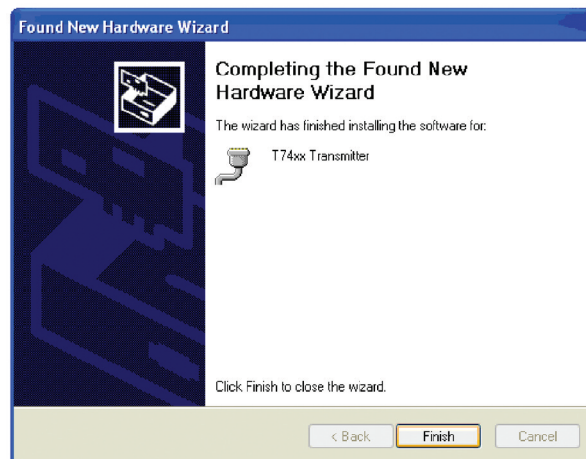 Found New Hardware Wizard
Completing the Found New
Hardware Wizard
The wizard has finished installing the software for:
T74xx Transmitter
Click Finish to close the wizard.
< Back
Finish
Cancel